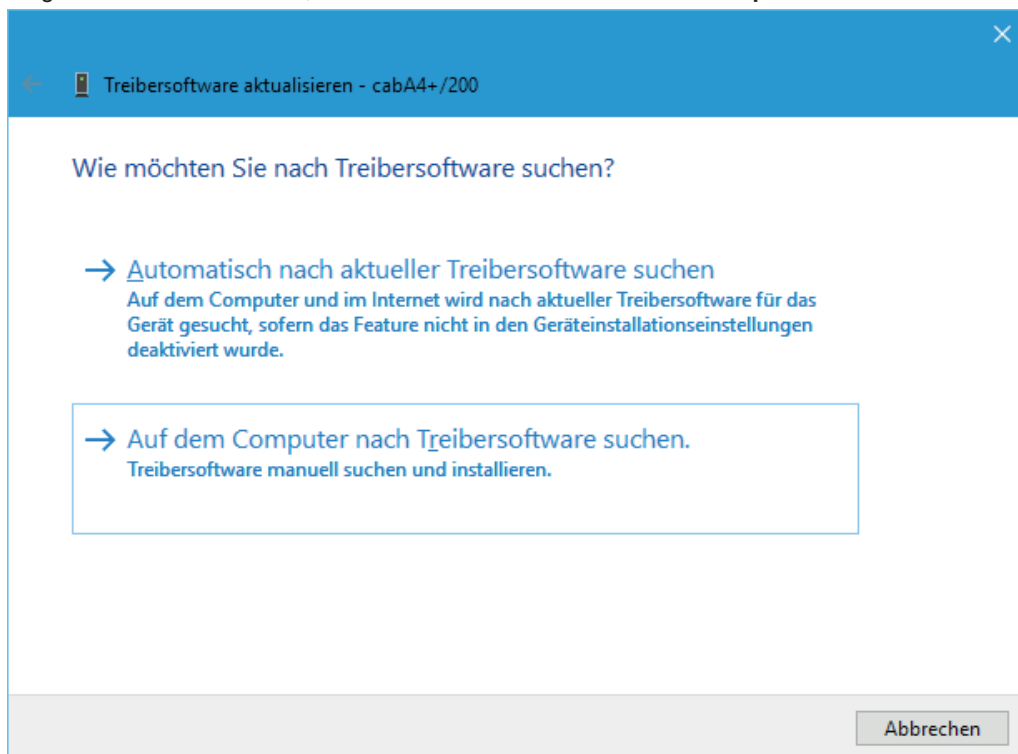 Treibersoftware aktualisieren - cabA4+/200
Wie möchten Sie nach Treibersoftware suchen?
Automatisch nach aktueller Treibersoftware suchen
Auf dem Computer und im Internet wird nach aktueller Treibersoftware für das
Gerät gesucht, sofern das Feature nicht in den Geräteinstallationseinstellungen
deaktiviert wurde.
Auf dem Computer nach Treibersoftware suchen.
Treibersoftware manuell suchen und installieren.
Abbrechen